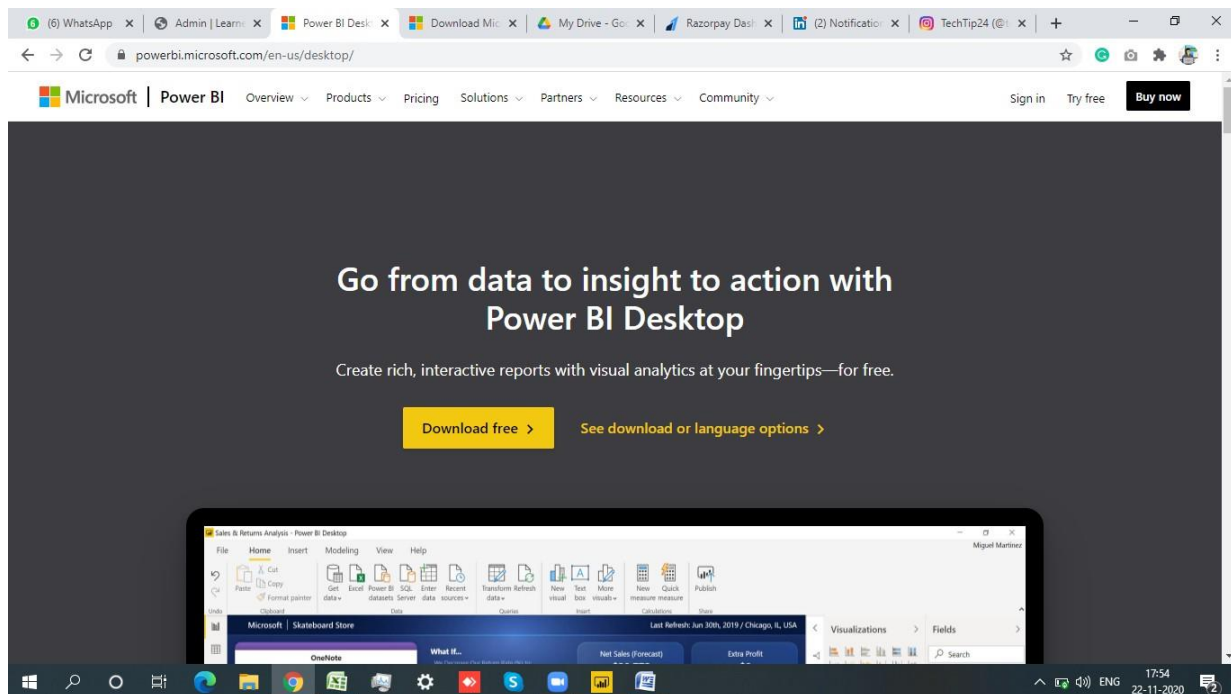 (6) WhatsApp
Admin | Learn
Power BI Desk
Download Mic
My Drive - Goo
Razorpay Dash
(2) Notification
TechTip24 (@t
powerbi.microsoft.com/en-us/desktop/
Microsoft | Power BI Overview Products Pricing Solutions Partners Resources Community Sign in Try free Buy now
Go from data to insight to action with
Power BI Desktop
Create rich, interactive reports with visual analytics at your fingertips—for free.
Download free > See download or language options >
Sales & Returns Analysis - Power BI Desktop
Miguel Martinez
File Home Insert Modeling View Help
Cut
Copy
Format painter
Paste
Get data
Excel
Power BI datasets
SQL Server
Enter data
Recent sources
Transform data
Refresh
New visual
Text box
More visuals
New measure
Quick measure
Publish
Undo Clipboard Data Queries Insert Calculations Share
Microsoft | Skateboard Store Last Refresh: Jun 30th, 2019 / Chicago, IL, USA
Visualizations Fields
Search
OneNote What If... Net Sales (Forecast) Extra Profit
ENG 17:54
22-11-2020